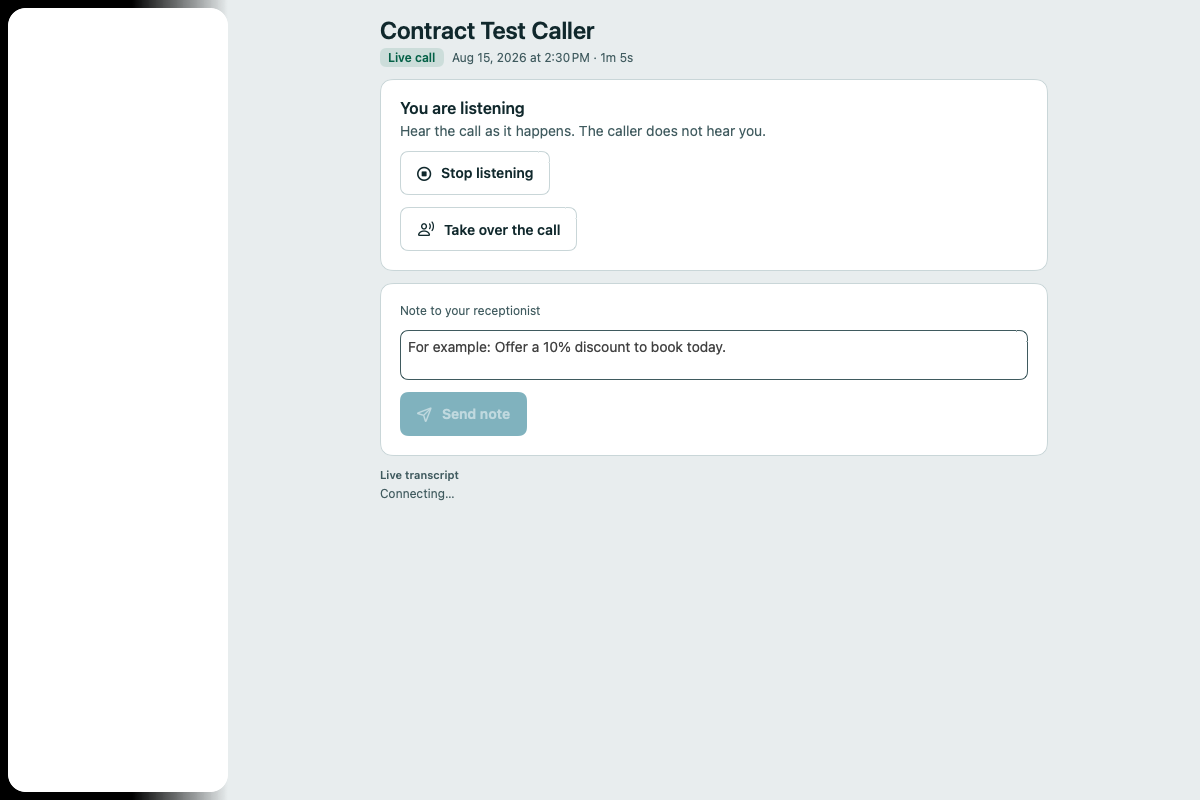 Contract Test Caller
Live call Aug 15, 2026 at 2:30 PM · 1m 5s
You are listening
Hear the call as it happens. The caller does not hear you.
Stop listening
Take over the call
Note to your receptionist
For example: Offer a 10% discount to book today.
Send note
Live transcript
Connecting…